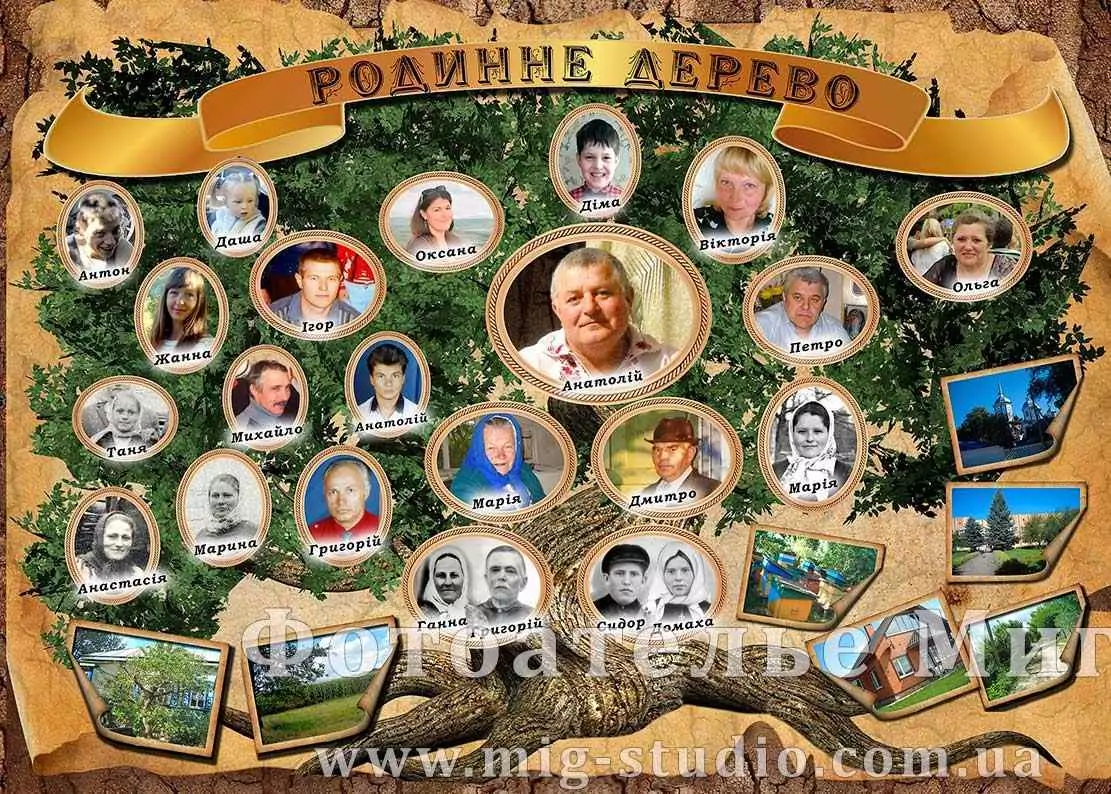 РОДИННЕ ДЕРЕВО
Діма
Даша
Вікторія
Антон
Оксана
Ольга
Ігор
Жанна
Петро
Анатолій
Михайло
Анатолій
Таня
Марія
Дмитро
Марія
Марина
Григорій
Анастасія
Ганна Григорій
Сидор Домаха
Фотоателье Миг
www.mig-studio.com.ua